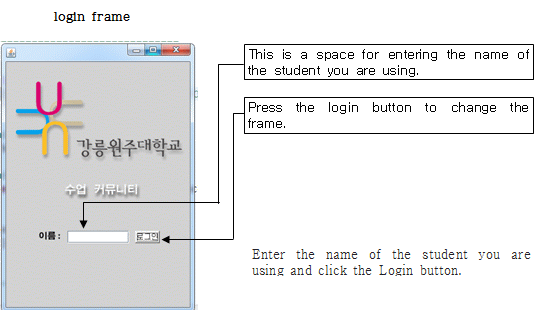 login frame
This is a space for entering the name of
the student you are using.
Press the login button to change the
frame.
강릉원주대학교
수업 커뮤니티
이름 :
로그인
Enter the name of the student you are
using and click the Login button.